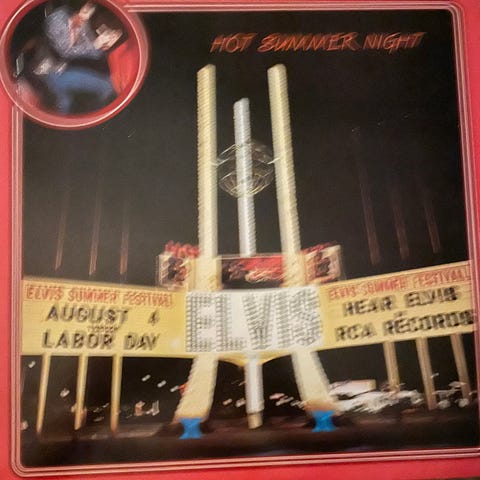 HOT SUMMER NIGHT
ELVIS SUMMER FESTIVAL
AUGUST 4
LABOR DAY
ELVIS
ELVIS SUMMER FESTIVAL
HEAR ELVIS
RCA RECORDS